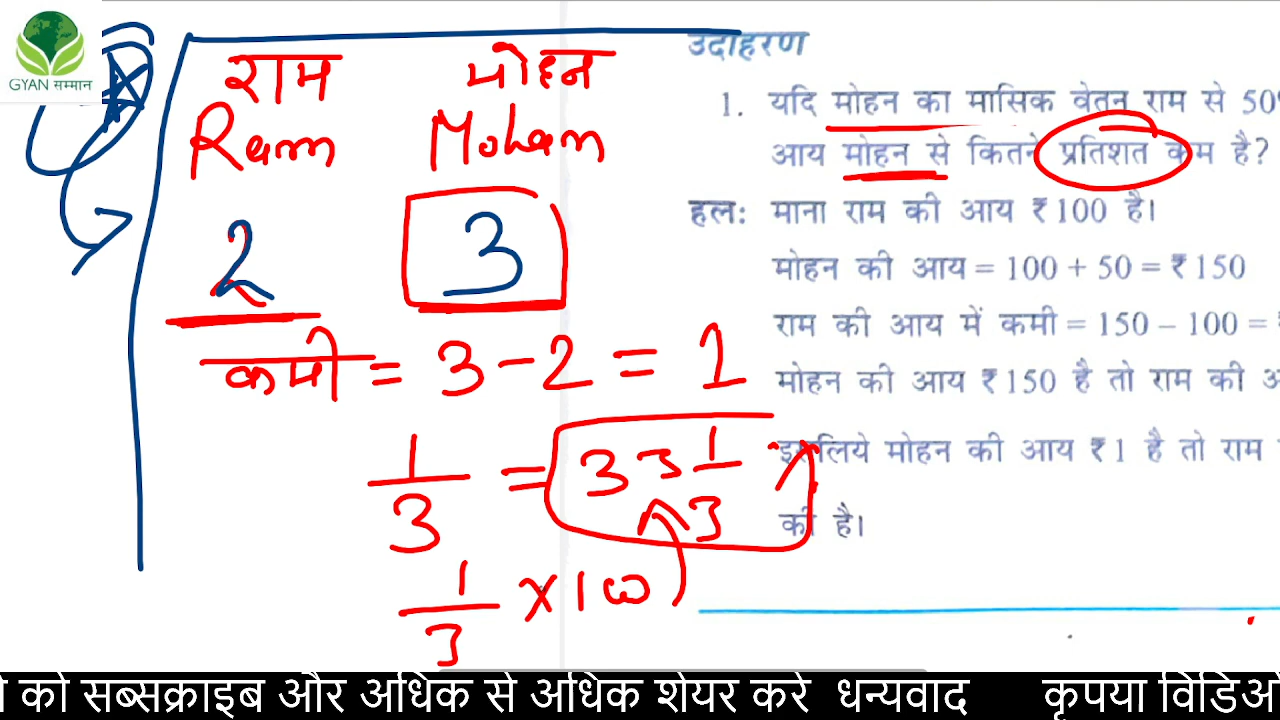 GYAN सम्मान
राम मोहन
Ram Moham
2 3
कमी = 3 - 2 = 1
1/3 = 33 1/3 %
1/3 × 100
उदाहरण
1. यदि मोहन का मासिक वेतन राम से 50%
आय मोहन से कितने प्रतिशत कम है?
हल: माना राम की आय ₹100 है।
मोहन की आय = 100 + 50 = ₹150
राम की आय में कमी = 150 – 100 =
मोहन की आय ₹150 है तो राम की
इसलिये मोहन की आय ₹1 है तो राम
की है।
को सब्सक्राइब और अधिक से अधिक शेयर करे धन्यवाद कृपया विडिओ